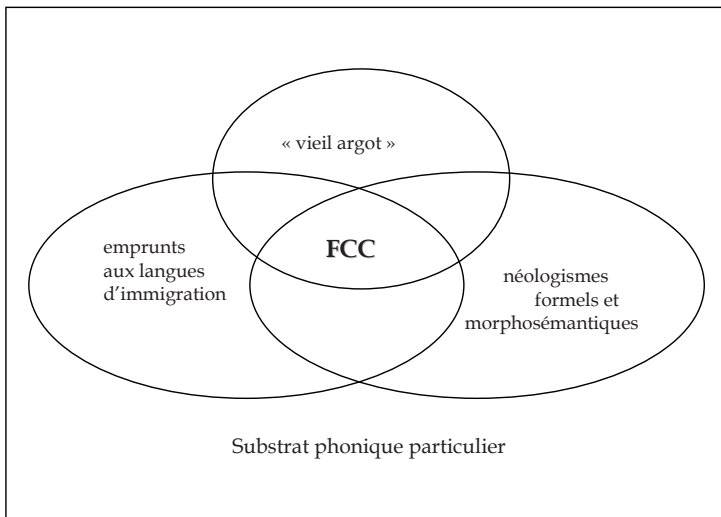 « vieil argot »
FCC
emprunts
aux langues
d’immigration
néologismes
formels et
morphosémantiques
Substrat phonique particulier